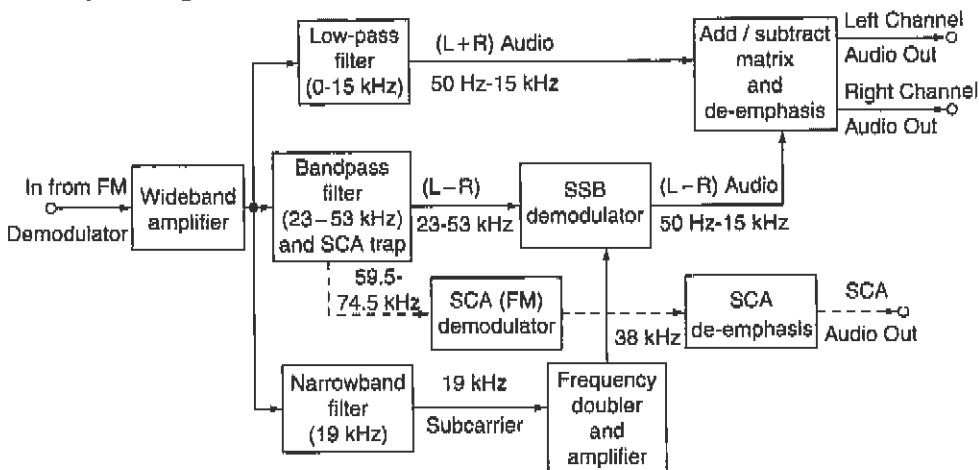 Low-pass
filter
(0-15 kHz)
(L+R) Audio
50 Hz-15 kHz
Add / subtract
matrix
and
de-emphasis
Left Channel
Audio Out
Right Channel
Audio Out
In from FM
Demodulator
Wideband
amplifier
Bandpass
filter
(23–53 kHz)
and SCA trap
(L–R)
23-53 kHz
SSB
demodulator
(L–R) Audio
50 Hz-15 kHz
59.5-
74.5 kHz
SCA (FM)
demodulator
38 kHz
SCA
de-emphasis
SCA
Audio Out
Narrowband
filter
(19 kHz)
19 kHz
Subcarrier
Frequency
doubler
and
amplifier